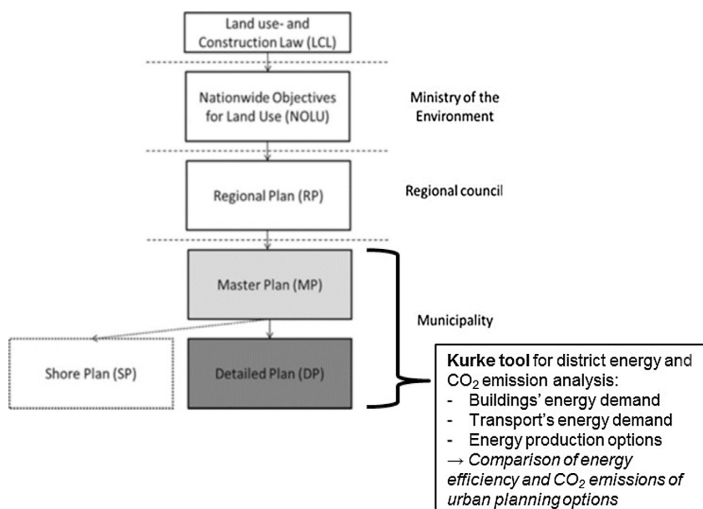 Land use- and
Construction Law (LCL)
Nationwide Objectives
for Land Use (NOLU)
Ministry of the
Environment
Regional Plan (RP)
Regional council
Master Plan (MP)
Municipality
Shore Plan (SP)
Detailed Plan (DP)
Kurke tool for district energy and
CO₂ emission analysis:
- Buildings' energy demand
- Transport's energy demand
- Energy production options
→ Comparison of energy
efficiency and CO₂ emissions of
urban planning options